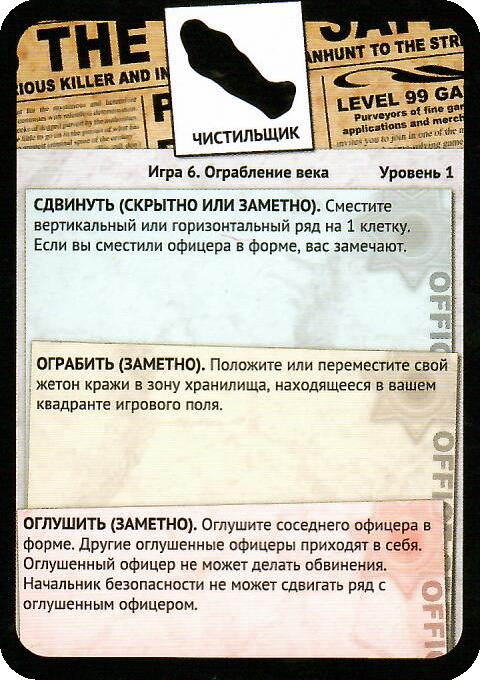 THE
SAFE
IOUS KILLER AND IN
ANHUNT TO THE STR
LEVEL 99 GA
Purveyors of fine gam
applications and merch
ЧИСТИЛЬЩИК
Игра 6. Ограбление века Уровень 1
СДВИНУТЬ (СКРЫТНО ИЛИ ЗАМЕТНО). Сместите
вертикальный или горизонтальный ряд на 1 клетку.
Если вы сместили офицера в форме, вас замечают.
OFFIC
ОГРАБИТЬ (ЗАМЕТНО). Положите или переместите свой
жетон кражи в зону хранилища, находящееся в вашем
квадранте игрового поля.
OFFIC
ОГЛУШИТЬ (ЗАМЕТНО). Оглушите соседнего офицера в
форме. Другие оглушенные офицеры приходят в себя.
Оглушенный офицер не может делать обвинения.
Начальник безопасности не может сдвигать ряд с
оглушенным офицером.
OFFIC